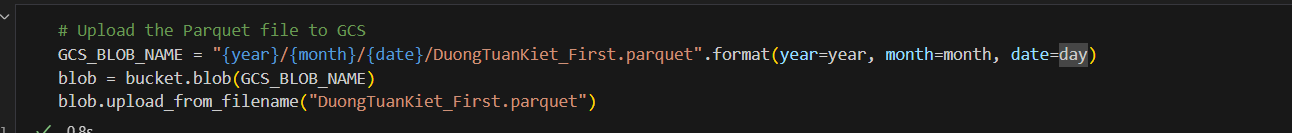 # Upload the Parquet file to GCS
GCS_BLOB_NAME = "{year}/{month}/{date}/DuongTuanKiet_First.parquet".format(year=year, month=month, date=day)
blob = bucket.blob(GCS_BLOB_NAME)
blob.upload_from_filename("DuongTuanKiet_First.parquet")